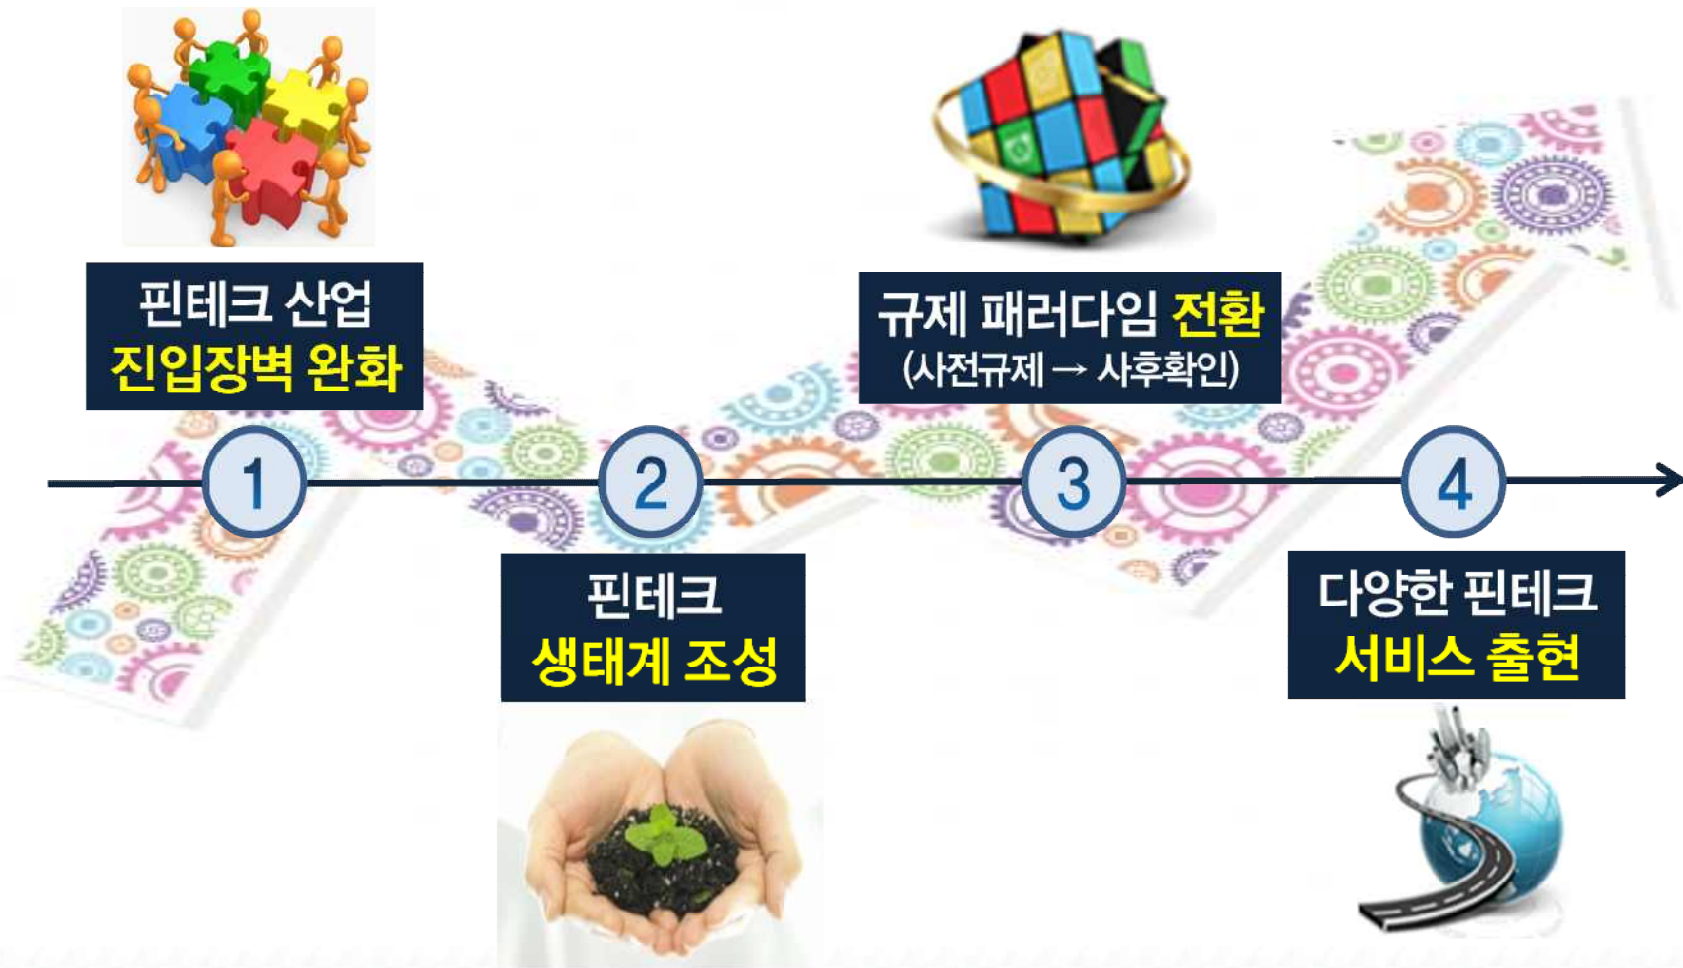 핀테크 산업
진입장벽 완화
1
2
핀테크
생태계 조성
규제 패러다임 전환
(사전규제 → 사후확인)
3
4
다양한 핀테크
서비스 출현